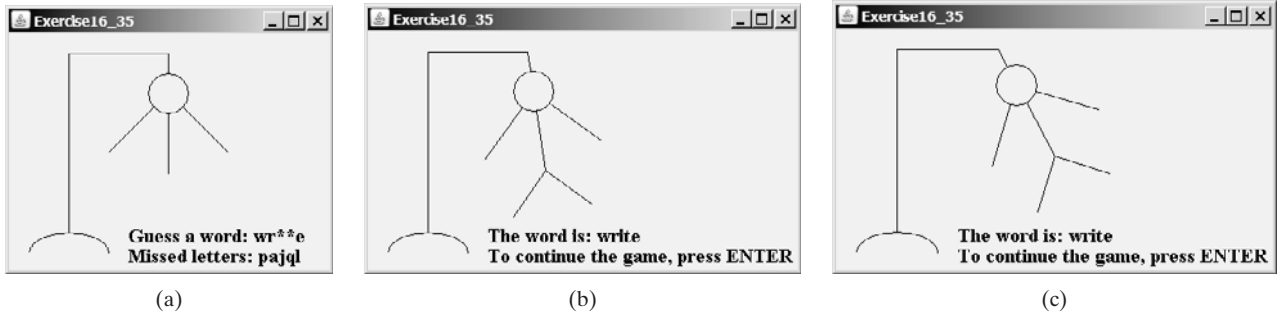 Exercise16_35
Guess a word: wr**e
Missed letters: pajql
(a)
Exercise16_35
The word is: write
To continue the game, press ENTER
(b)
Exercise16_35
The word is: write
To continue the game, press ENTER
(c)